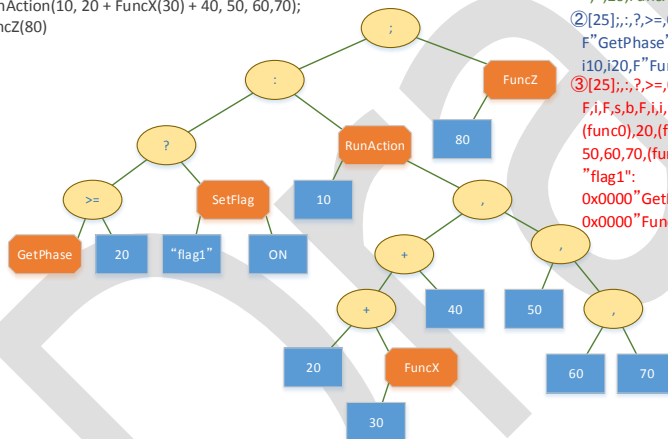 nAction(10, 20 + FuncX(30) + 40, 50, 60,70);
ncZ(80)
②[25];,:,?,>=,
F"GetPhase"
i10,i20,F"Fun
③[25];,:,?,>=,
F,i,F,s,b,F,i,i,
(func0),20,(f
50,60,70,(fun
"flag1":
0x0000"Get
0x0000"Fun
;
:
FuncZ
?
RunAction
80
>=
SetFlag
10
,
GetPhase
20
"flag1"
ON
+
,
+
40
50
,
20
FuncX
60
70
30